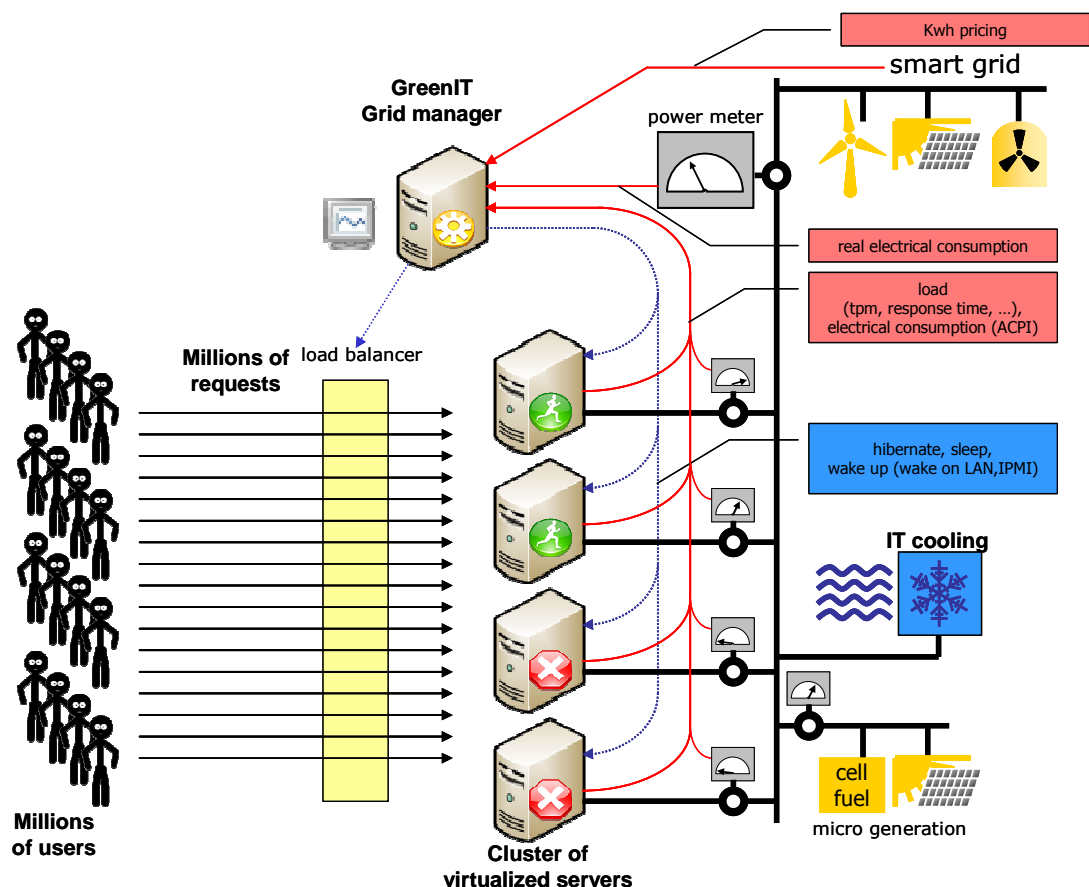 Kwh pricing
smart grid
GreenIT
Grid manager
power meter
real electrical consumption
load
(tpm, response time, ...),
electrical consumption (ACPI)
Millions of
requests
load balancer
hibernate, sleep,
wake up (wake on LAN,IPMI)
IT cooling
cell
fuel
micro generation
Millions
of users
Cluster of
virtualized servers